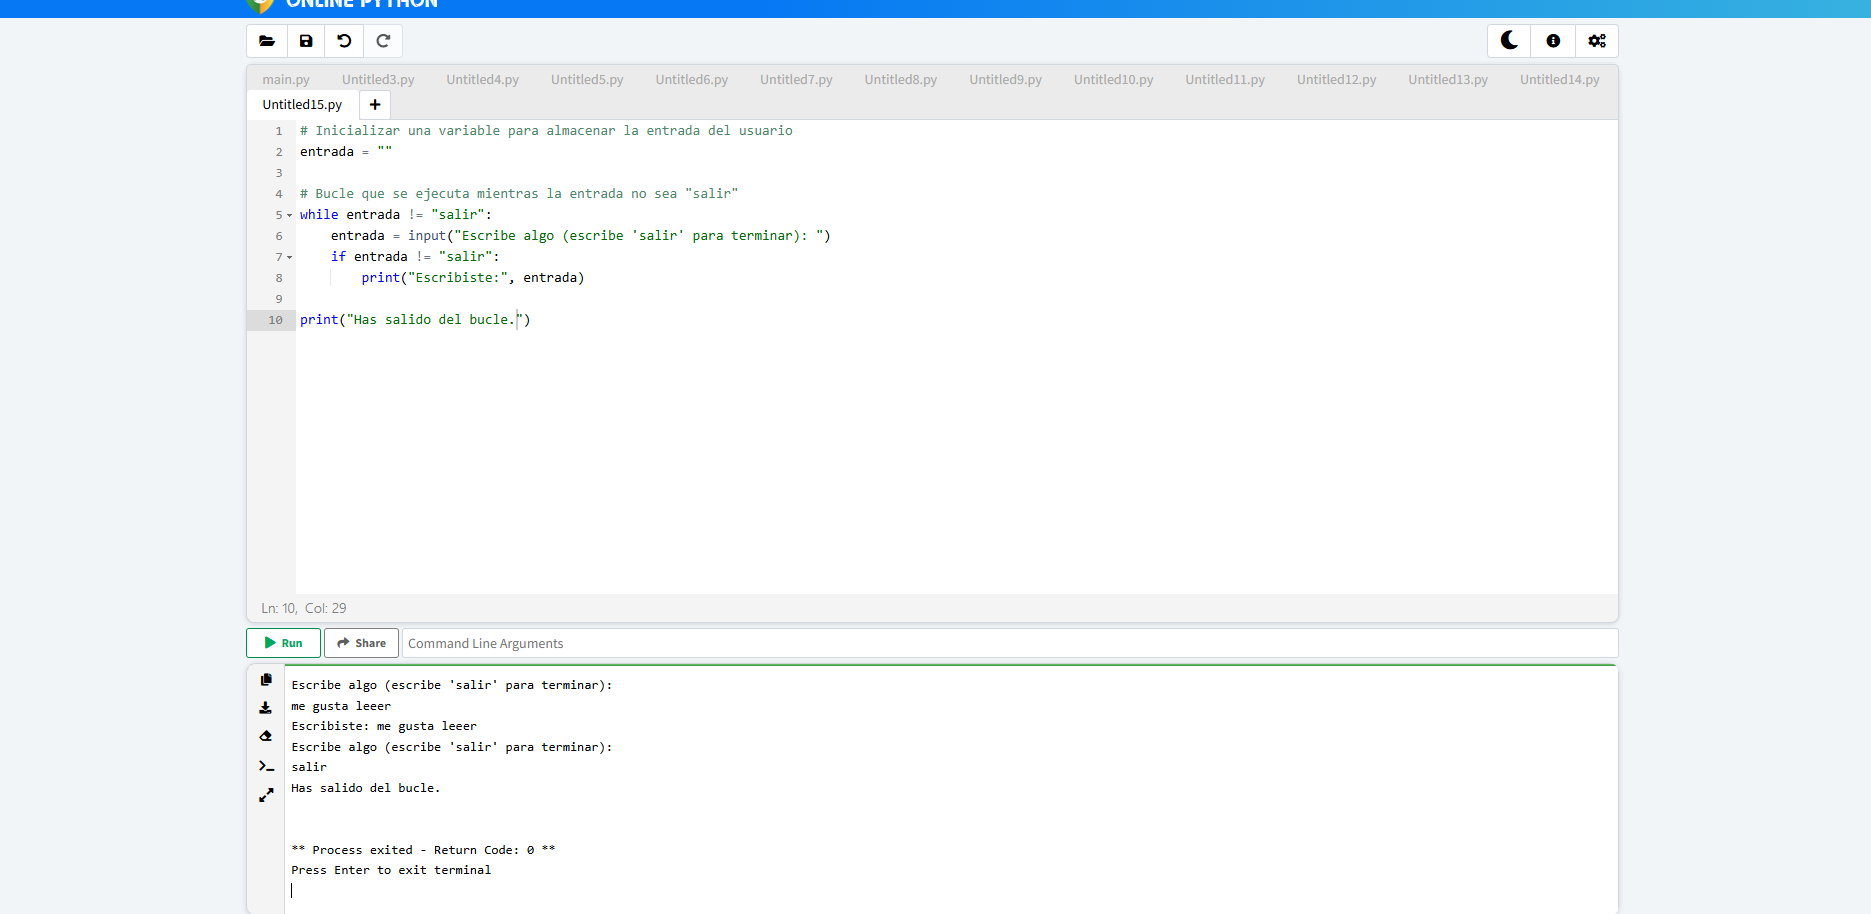 ONLINE PYTHON
main.py Untitled3.py Untitled4.py Untitled5.py Untitled6.py Untitled7.py Untitled8.py Untitled9.py Untitled10.py Untitled11.py Untitled12.py Untitled13.py Untitled14.py
Untitled15.py +
1 # Inicializar una variable para almacenar la entrada del usuario
2 entrada = ""
3
4 # Bucle que se ejecuta mientras la entrada no sea "salir"
5 while entrada != "salir":
6     entrada = input("Escribe algo (escribe 'salir' para terminar): ")
7     if entrada != "salir":
8         print("Escribiste:", entrada)
9
10 print("Has salido del bucle.")
Ln: 10, Col: 29
Run Share Command Line Arguments
Escribe algo (escribe 'salir' para terminar):
me gusta leeer
Escribiste: me gusta leeer
Escribe algo (escribe 'salir' para terminar):
salir
Has salido del bucle.
** Process exited - Return Code: 0 **
Press Enter to exit terminal